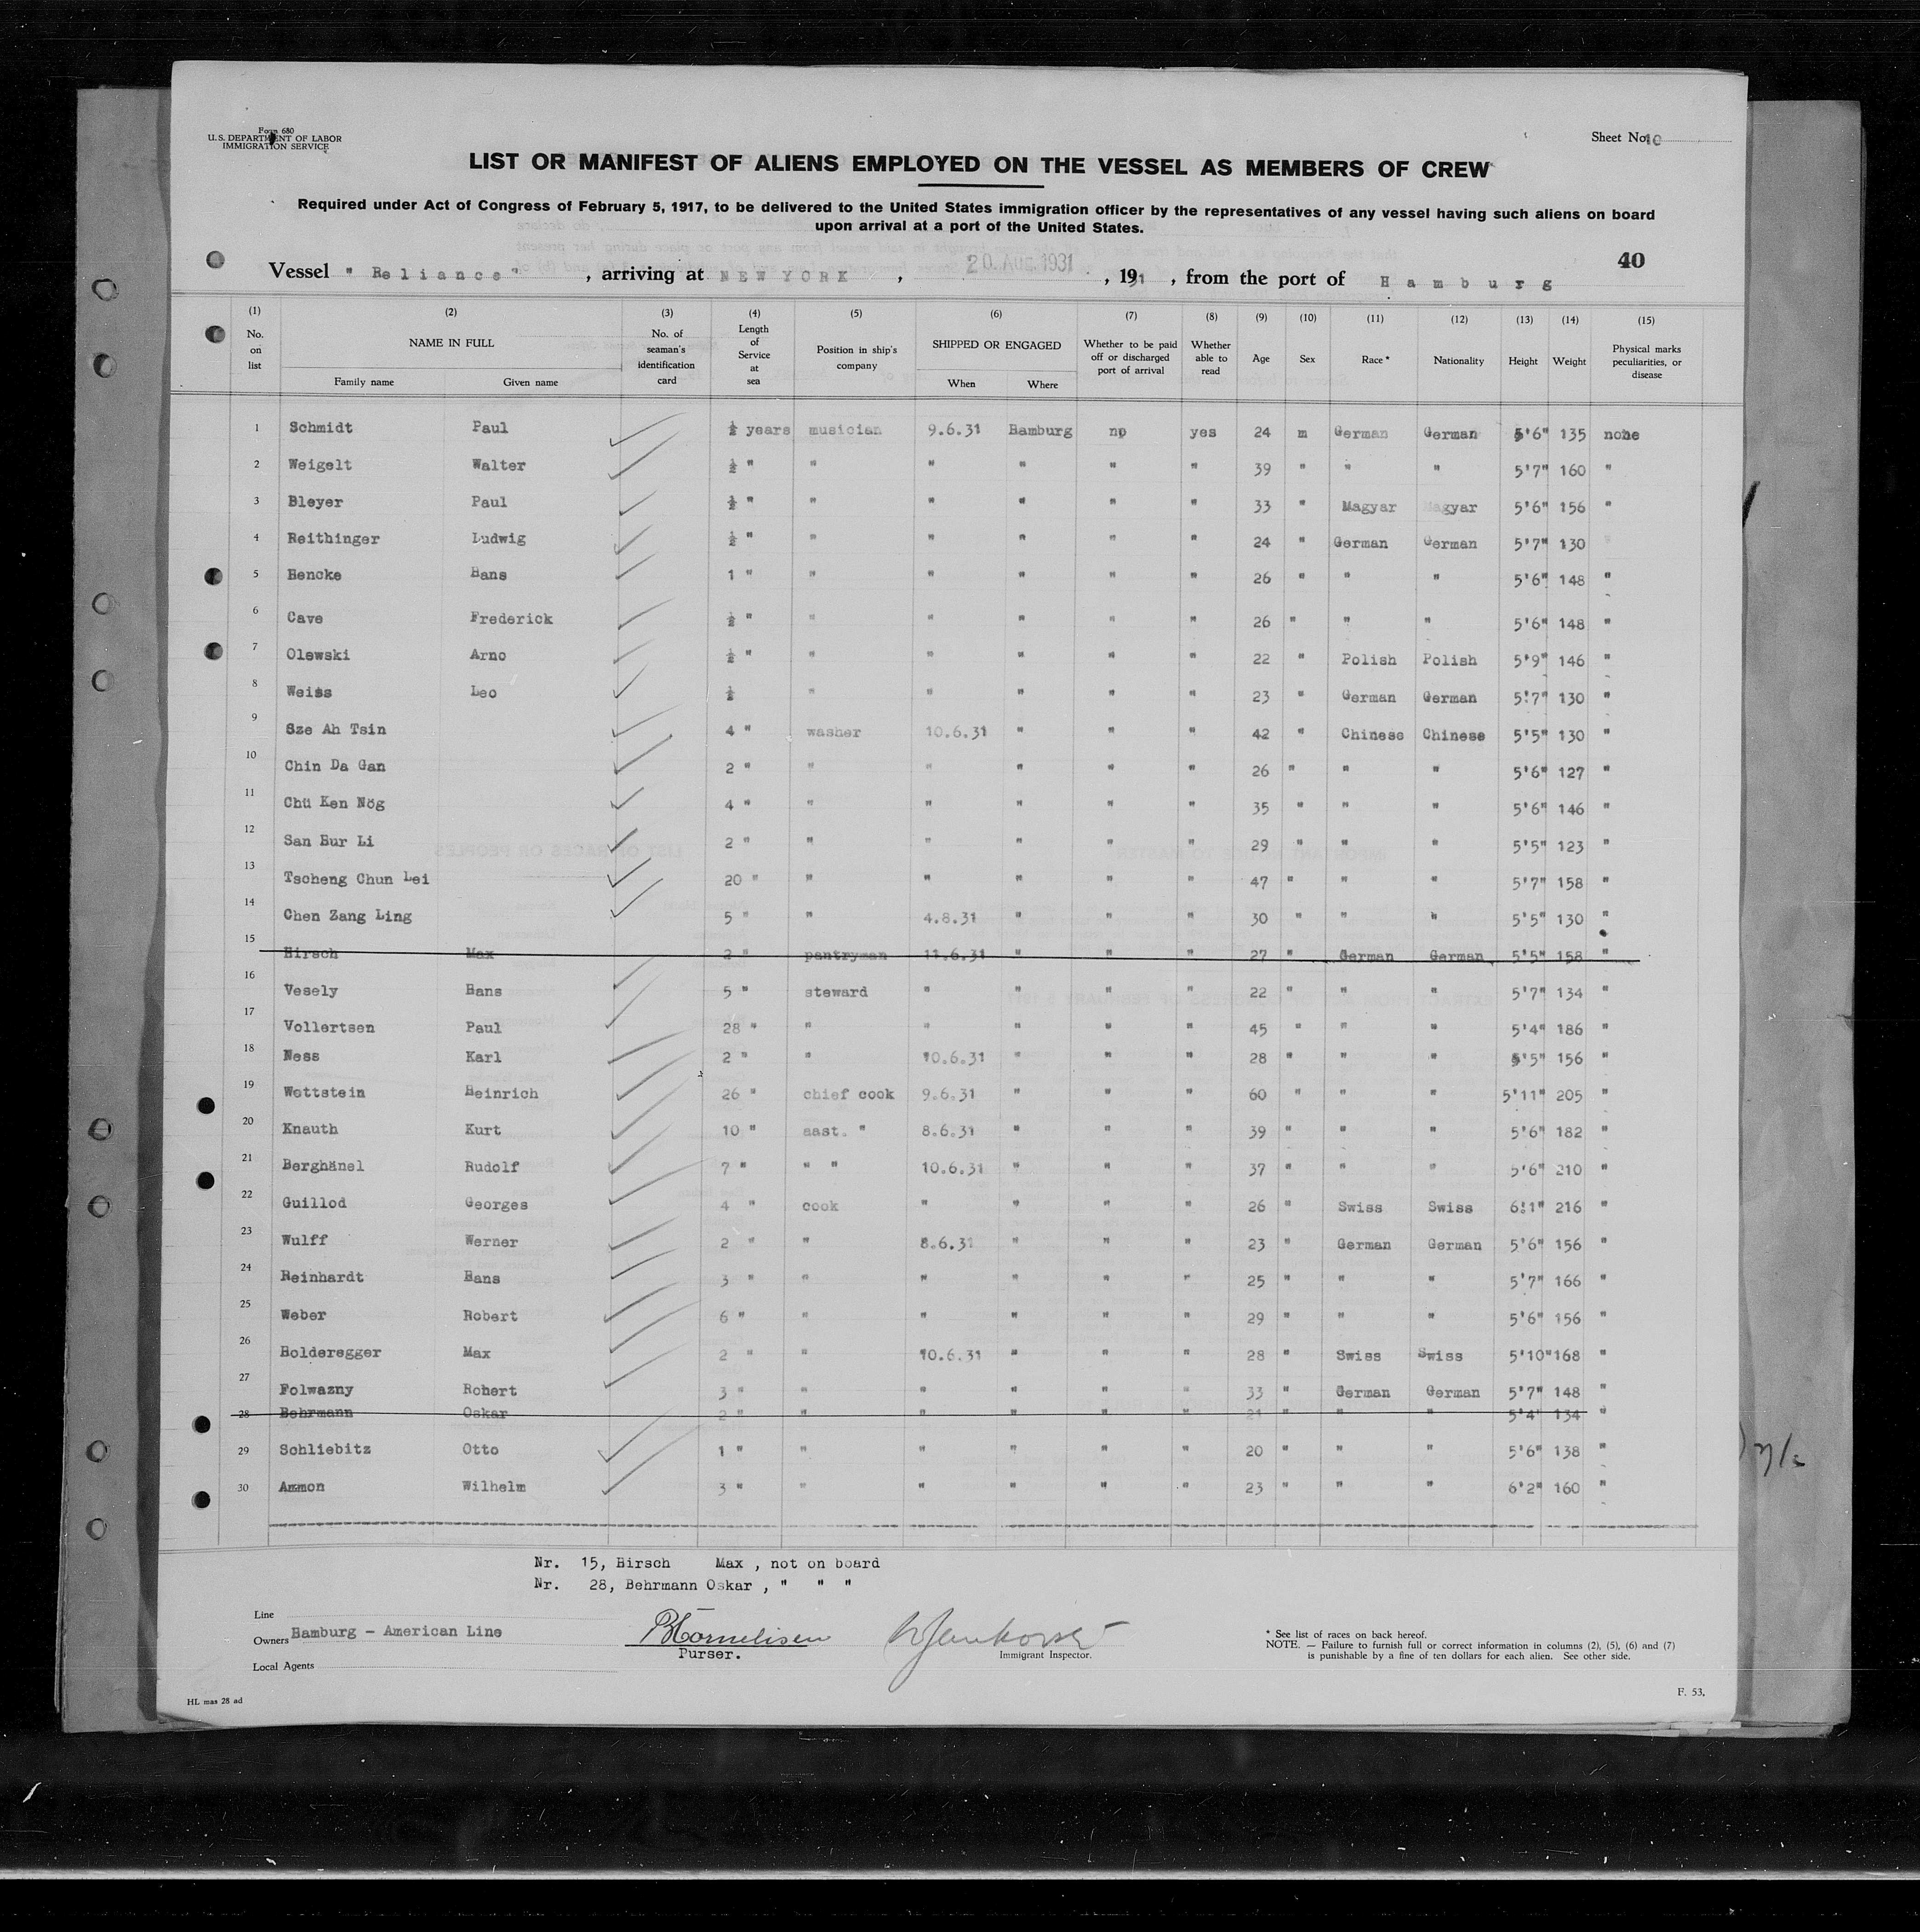 Form 680
U.S. DEPARTMENT OF LABOR
IMMIGRATION SERVICE
Sheet No. 10
LIST OR MANIFEST OF ALIENS EMPLOYED ON THE VESSEL AS MEMBERS OF CREW
Required under Act of Congress of February 5, 1917, to be delivered to the United States immigration officer by the representatives of any vessel having such aliens on board
upon arrival at a port of the United States.
40
Vessel " Reliance" , arriving at NEW YORK , 20. AUG. 1931 , 1931 , from the port of Hamburg
(1) (2) (3) (4) (5) (6) (7) (8) (9) (10) (11) (12) (13) (14) (15)
No. on list NAME IN FULL Family name Given name No. of seaman's identification card Length of Service at sea Position in ship's company SHIPPED OR ENGAGED When Where Whether to be paid off or discharged port of arrival Whether able to read Age Sex Race * Nationality Height Weight Physical marks peculiarities, or disease
1 Schmidt Paul ½ years musician 9.6.31 Hamburg no yes 24 m German German 5'6" 135 none
2 Weigelt Walter ½ " " " " " " 39 " " " 5'7" 160 "
3 Bleyer Paul ½ " " " " " " 33 " Magyar Magyar 5'6" 156 "
4 Reithinger Ludwig ½ " " " " " " 24 " German German 5'7" 130
5 Hencke Hans 1 " " " " " " 26 " " " 5'6" 148 "
6 Cave Frederick ½ " " " " " " 26 " " " 5'6" 148 "
7 Olewski Arno ½ " " " " " " 22 " Polish Polish 5'9" 146 "
8 Weiss Leo ½ " " " " " 23 " German German 5'7" 130 "
9 Sze Ah Tsin 4 " washer 10.6.31 " " " 42 " Chinese Chinese 5'5" 130 "
10 Chin Da Gan 2 " " " " " " 26 " " " 5'6" 127 "
11 Chü Ken Nög 4 " " " " " " 35 " " " 5'6" 146 "
12 San Bur Li 2 " " " " " " 29 " " " 5'5" 123 "
13 Tscheng Chun Lei 20 " " " " " " 47 " " " 5'7" 158 "
14 Chen Zang Ling 5 " " 4.8.31 " " " 30 " " " 5'5" 130 "
15 Hirsch Max 2 " pantryman 11.6.31 " " " 27 " German German 5'5" 158 "
16 Vesely Hans 5 " steward " " " " 22 " " " 5'7" 134 "
17 Vollertsen Paul 28 " " " " " " 45 " " " 5'4" 186 "
18 Ness Karl 2 " " 10.6.31 " " " 28 " " " 5'5" 156 "
19 Wettstein Heinrich 26 " chief cook 9.6.31 " " " 60 " " " 5'11" 205 "
20 Knauth Kurt 10 " asst. " 8.6.31 " " " 39 " " " 5'6" 182 "
21 Berghänel Rudolf 7 " " " 10.6.31 " " " 37 " " " 5'6" 210 "
22 Guillod Georges 4 " cook " " " " 26 " Swiss Swiss 6'1" 216 "
23 Wulff Werner 2 " " 8.6.31 " " " 23 " German German 5'6" 156 "
24 Reinhardt Hans 3 " " " " " " 25 " " " 5'7" 166 "
25 Weber Robert 6 " " " " " " 29 " " " 5'6" 156 "
26 Holderegger Max 2 " " 10.6.31 " " " 28 " Swiss Swiss 5'10" 168 "
27 Folwazny Robert 3 " " " " " " 33 " German German 5'7" 148 "
28 Behrmann Oskar 2 " " " " " " 21 " " " 5'4" 134 "
29 Schliebitz Otto 1 " " " " " " 20 " " " 5'6" 138 "
30 Ammon Wilhelm 3 " " " " " " 23 " " " 6'2" 160 "
Nr. 15, Hirsch Max , not on board
Nr. 28, Behrmann Oskar , " " "
Line
Owners Hamburg - American Line
Local Agents
Purser.
Immigrant Inspector.
* See list of races on back hereof.
NOTE. — Failure to furnish full or correct information in columns (2), (5), (6) and (7)
is punishable by a fine of ten dollars for each alien. See other side.
HL mas 28 ad
F. 53,